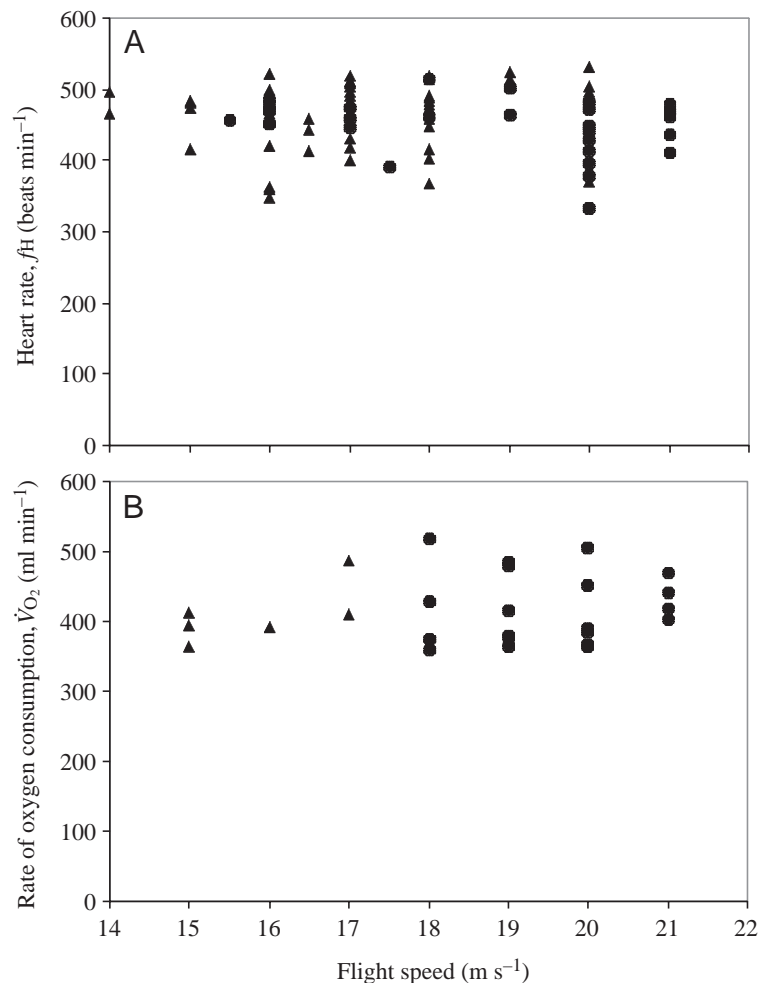 A
600
500
400
300
200
100
0
Heart rate, fH (beats min⁻¹)
B
600
500
400
300
200
100
0
Rate of oxygen consumption, V̇O₂ (ml min⁻¹)
14 15 16 17 18 19 20 21 22
Flight speed (m s⁻¹)